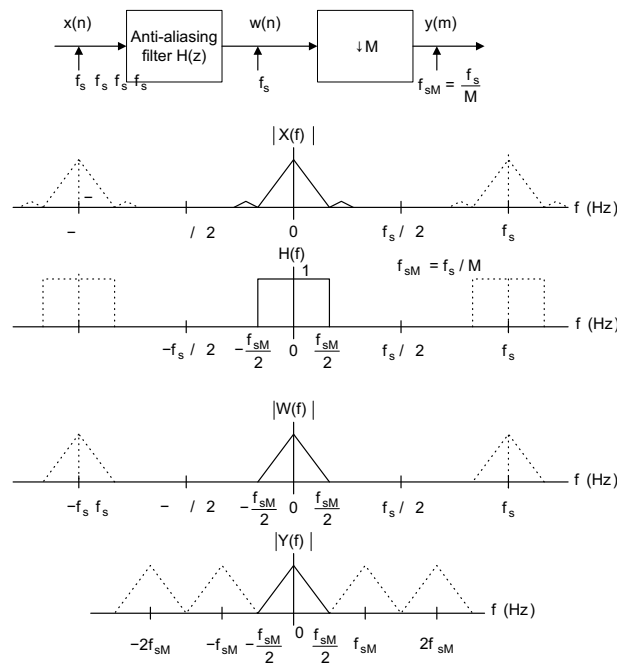 x(n) Anti-aliasing filter H(z) w(n) ↓M y(m)
f_s f_s f_s f_s f_s f_sM = f_s/M
|X(f)|
−
− / 2 0 f_s / 2 f_s f (Hz)
H(f)
1 f_sM = f_s / M
−f_s / 2 −f_sM/2 0 f_sM/2 f_s / 2 f_s f (Hz)
|W(f)|
−f_s f_s − / 2 −f_sM/2 0 f_sM/2 f_s / 2 f_s f (Hz)
|Y(f)|
−2f_sM −f_sM −f_sM/2 0 f_sM/2 f_sM 2f_sM f (Hz)